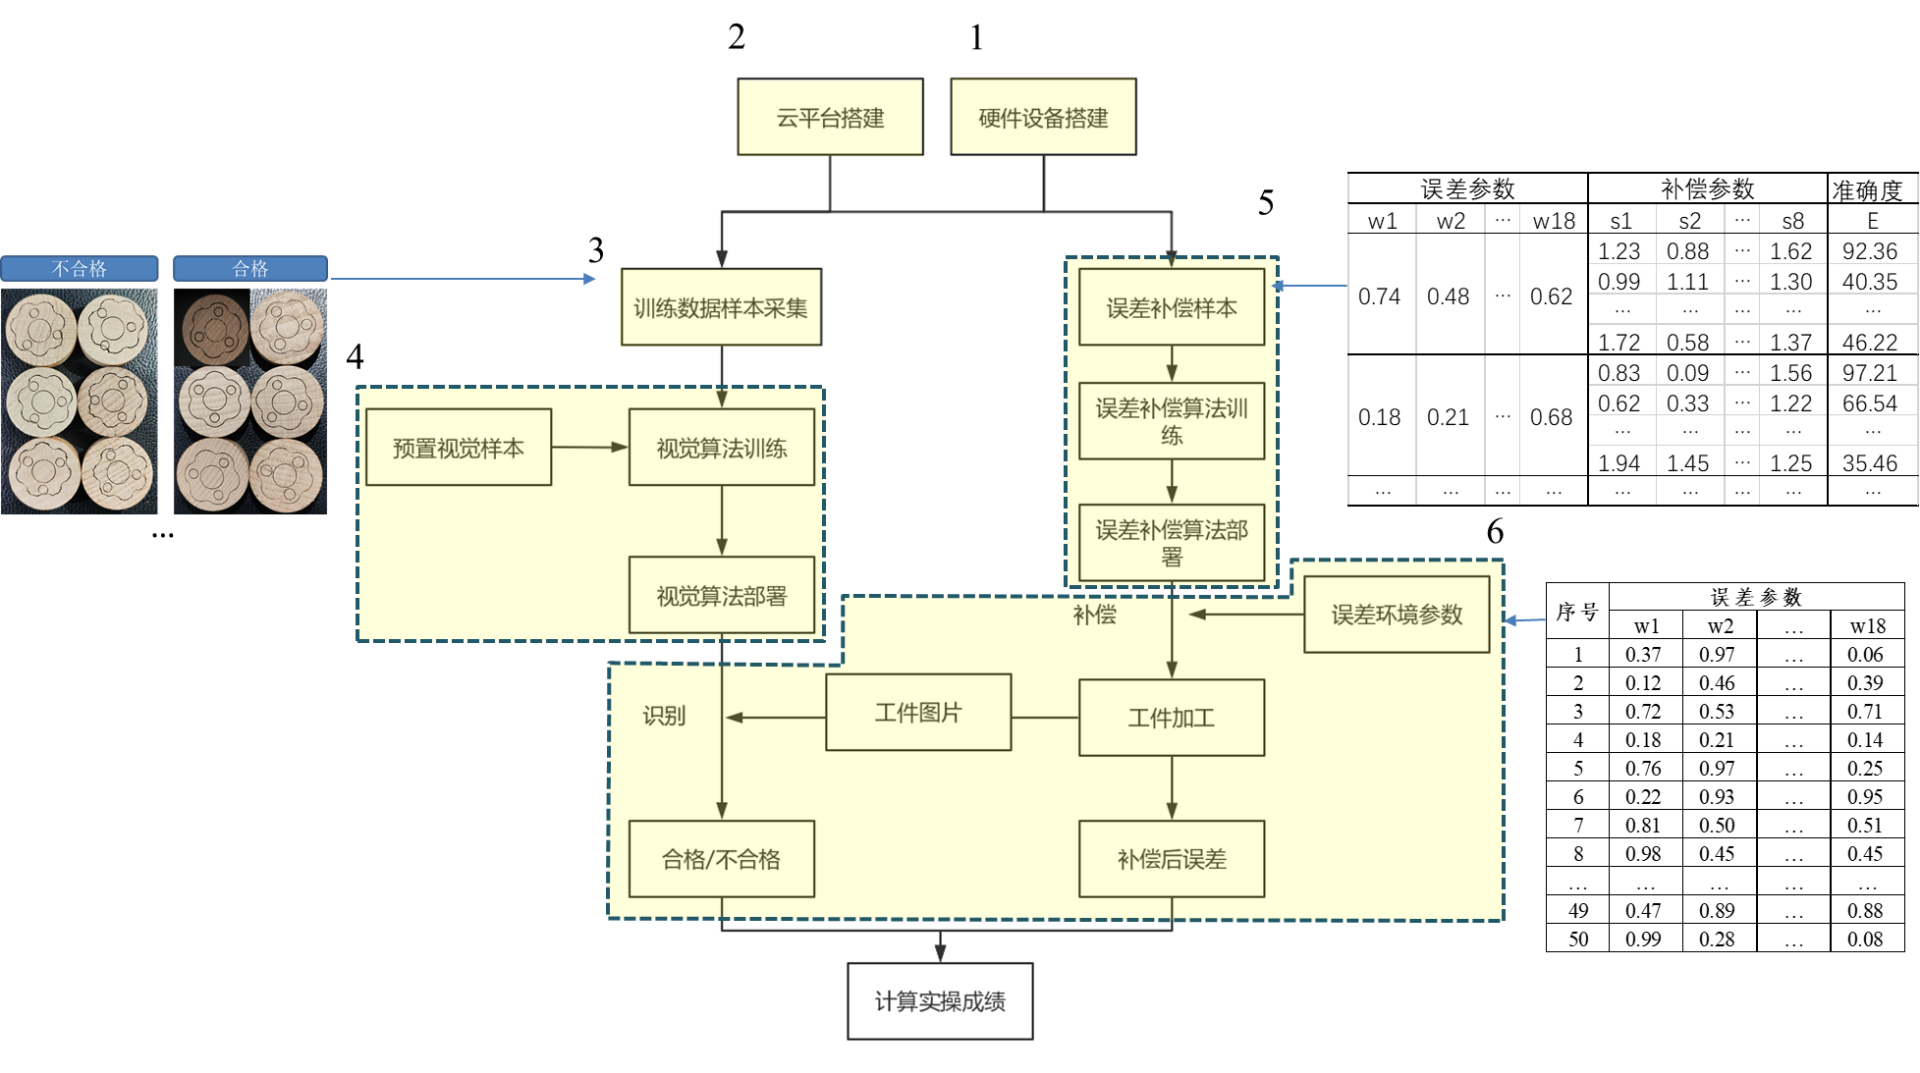 2
1
云平台搭建
硬件设备搭建
5
误差参数 补偿参数 准确度
w1 w2 ... w18 s1 s2 ... s8 E
1.23 0.88 ... 1.62 92.36
0.74 0.48 ... 0.62 0.99 1.11 ... 1.30 40.35
... ... ...
1.72 0.58 ... 1.37 46.22
0.83 0.09 ... 1.56 97.21
0.18 0.21 ... 0.68 0.62 0.33 ... 1.22 66.54
... ... ...
1.94 1.45 ... 1.25 35.46
... ... ... ... ... ... ... ... ...
3
不合格
合格
...
训练数据样本采集
误差补偿样本
4
预置视觉样本
视觉算法训练
误差补偿算法训
练
视觉算法部署
误差补偿算法部
署
6
补偿
误差环境参数
序号 误差参数
w1 w2 ... w18
1 0.37 0.97 ... 0.06
2 0.12 0.46 ... 0.39
3 0.72 0.53 ... 0.71
4 0.18 0.21 ... 0.14
5 0.76 0.97 ... 0.25
6 0.22 0.93 ... 0.95
7 0.81 0.50 ... 0.51
8 0.98 0.45 ... 0.45
... ... ... ... ...
49 0.47 0.89 ... 0.88
50 0.99 0.28 ... 0.08
识别
工件图片
工件加工
合格/不合格
补偿后误差
计算实操成绩